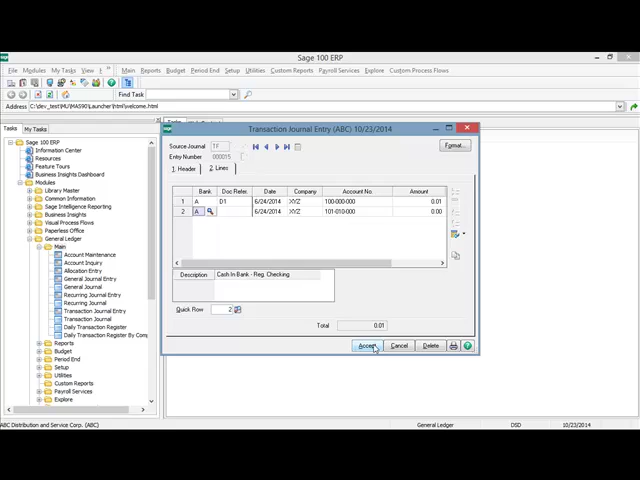 Sage 100 ERP
File Modules My Tasks View Main Reports Budget Period End Utilities Custom Reports Payroll Services Explore Custom Process Flows
Find Task
Address C:\dev_test\MU\MAS90\Launcher\html\welcome.html
Tasks My Tasks
Sage 100 ERP
Information Center
Resources
Feature Tours
Business Insights Dashboard
Modules
Library Master
Common Information
Sage Intelligence Reporting
Business Insights
Visual Process Flows
Paperless Office
General Ledger
Main
Account Maintenance
Account Inquiry
Allocation Entry
General Journal Entry
General Journal
Recurring Journal Entry
Recurring Journal
Transaction Journal Entry
Transaction Journal
Daily Transaction Register
Daily Transaction Register By Comp
Reports
Budget
Period End
Setup
Utilities
Custom Reports
Payroll Services
Explore
Transaction Journal Entry (ABC) 10/23/2014
Source Journal
Entry Number 000015
Format...
1. Header 2. Lines
Bank Doc Refer. Date Company Account No. Amount
1 A D1 6/24/2014 XYZ 100-000-000 0.01
2 A 6/24/2014 XYZ 101-010-000 0.00
Description Cash In Bank - Reg. Checking
Quick Row 2
Total 0.01
Accept Cancel Delete
ABC Distribution and Service Corp. (ABC) General Ledger DSD 10/23/2014